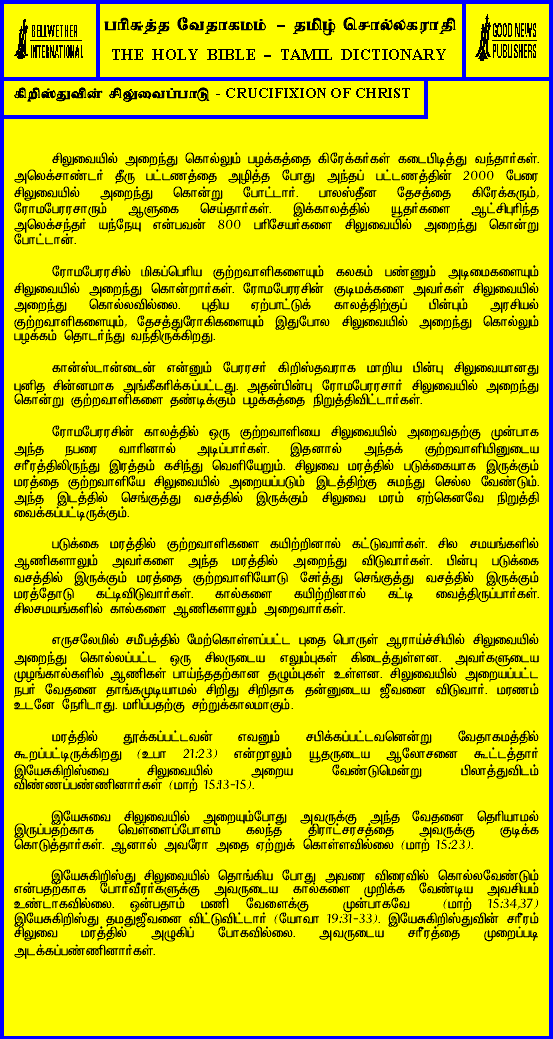 BELLWETHER
INTERNATIONAL
பரிசுத்த வேதாகமம் – தமிழ் சொல்லகராதி
THE HOLY BIBLE – TAMIL DICTIONARY
GOOD NEWS
PUBLISHERS
கிறிஸ்துவின் சிலுவைப்பாடு - CRUCIFIXION OF CHRIST
சிலுவையில் அறைந்து கொல்லும் பழக்கத்தை கிரேக்கர்கள் கடைபிடித்து வந்தார்கள்.
அலெக்சாண்டர் தீரு பட்டணத்தை அழித்த போது அந்தப் பட்டணத்தின் 2000 பேரை
சிலுவையில் அறைந்து கொன்று போட்டார். பாலஸ்தீன தேசத்தை கிரேக்கரும்,
ரோமபேரரசாரும் ஆளுகை செய்தார்கள். இக்காலத்தில் யூதர்களை ஆட்சிபுரிந்த
அலெக்சந்தர் யந்நேயு என்பவன் 800 பரிசேயர்களை சிலுவையில் அறைந்து கொன்று
போட்டான்.
ரோமபேரரசில் மிகப்பெரிய குற்றவாளிகளையும் கலகம் பண்ணும் அடிமைகளையும்
சிலுவையில் அறைந்து கொன்றார்கள். ரோமபேரரசின் குடிமக்களை அவர்கள் சிலுவையில்
அறைந்து கொல்லவில்லை. புதிய ஏற்பாட்டுக் காலத்திற்குப் பின்பும் அரசியல்
குற்றவாளிகளையும், தேசத்துரோகிகளையும் இதுபோல சிலுவையில் அறைந்து கொல்லும்
பழக்கம் தொடர்ந்து வந்திருக்கிறது.
கான்ஸ்டான்டைன் என்னும் பேரரசர் கிறிஸ்தவராக மாறிய பின்பு சிலுவையானது
புனித சின்னமாக அங்கீகரிக்கப்பட்டது. அதன்பின்பு ரோமபேரரசார் சிலுவையில் அறைந்து
கொன்று குற்றவாளிகளை தண்டிக்கும் பழக்கத்தை நிறுத்திவிட்டார்கள்.
ரோமபேரரசின் காலத்தில் ஒரு குற்றவாளியை சிலுவையில் அறைவதற்கு முன்பாக
அந்த நபரை வாரினால் அடிப்பார்கள். இதனால் அந்தக் குற்றவாளியினுடைய
சரீரத்திலிருந்து இரத்தம் கசிந்து வெளியேறும். சிலுவை மரத்தில் படுக்கையாக இருக்கும்
மரத்தை குற்றவாளியே சிலுவையில் அறையப்படும் இடத்திற்கு சுமந்து செல்ல வேண்டும்.
அந்த இடத்தில் செங்குத்து வசத்தில் இருக்கும் சிலுவை மரம் ஏற்கெனவே நிறுத்தி
வைக்கப்பட்டிருக்கும்.
படுக்கை மரத்தில் குற்றவாளிகளை கயிற்றினால் கட்டுவார்கள். சில சமயங்களில்
ஆணிகளாலும் அவர்களை அந்த மரத்தில் அறைந்து விடுவார்கள். பின்பு படுக்கை
வசத்தில் இருக்கும் மரத்தை குற்றவாளியோடு சேர்த்து செங்குத்து வசத்தில் இருக்கும்
மரத்தோடு கட்டிவிடுவார்கள். கால்களை கயிற்றினால் கட்டி வைத்திருப்பார்கள்.
சிலசமயங்களில் கால்களை ஆணிகளாலும் அறைவார்கள்.
எருசலேமில் சமீபத்தில் மேற்கொள்ளப்பட்ட புதை பொருள் ஆராய்ச்சியில் சிலுவையில்
அறைந்து கொல்லப்பட்ட ஒரு சிலருடைய எலும்புகள் கிடைத்துள்ளன. அவர்களுடைய
முழங்கால்களில் ஆணிகள் பாய்ந்ததற்கான தழும்புகள் உள்ளன. சிலுவையில் அறையப்பட்ட
நபர் வேதனை தாங்கமுடியாமல் சிறிது சிறிதாக தன்னுடைய ஜீவனை விடுவார். மரணம்
உடனே நேரிடாது. மரிப்பதற்கு சற்றுக்காலமாகும்.
மரத்தில் தூக்கப்பட்டவன் எவனும் சபிக்கப்பட்டவனென்று வேதாகமத்தில்
கூறப்பட்டிருக்கிறது (உபா 21:23) என்றாலும் யூதருடைய ஆலோசனை கூட்டத்தார்
இயேசுகிறிஸ்வை சிலுவையில் அறைய வேண்டுமென்று பிலாத்துவிடம்
விண்ணப்பண்ணினார்கள் (மாற் 15:13-15).
இயேசுவை சிலுவையில் அறையும்போது அவருக்கு அந்த வேதனை தெரியாமல்
இருப்பதற்காக வெள்ளைப்போளம் கலந்த திராட்சரசத்தை அவருக்கு குடிக்க
கொடுத்தார்கள். ஆனால் அவரோ அதை ஏற்றுக் கொள்ளவில்லை (மாற் 15:23).
இயேசுகிறிஸ்து சிலுவையில் தொங்கிய போது அவரை விரைவில் கொல்லவேண்டும்
என்பதற்காக போர்வீரர்களுக்கு அவருடைய கால்களை முறிக்க வேண்டிய அவசியம்
உண்டாகவில்லை. ஒன்பதாம் மணி வேளைக்கு முன்பாகவே (மாற் 15:34,37)
இயேசுகிறிஸ்து தமதுஜீவனை விட்டுவிட்டார் (யோவா 19:31-33). இயேசுகிறிஸ்துவின் சரீரம்
சிலுவை மரத்தில் அழுகிப் போகவில்லை. அவருடைய சரீரத்தை முறைப்படி
அடக்கப்பண்ணினார்கள்.